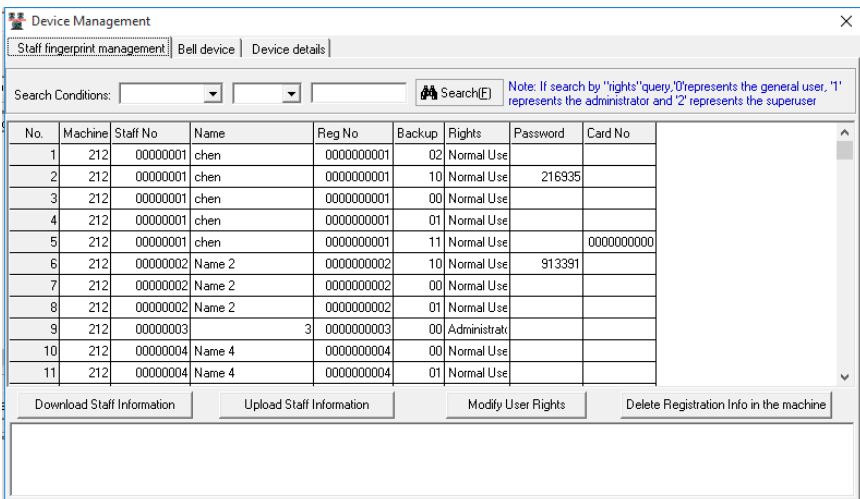 Device Management
Staff fingerprint management Bell device Device details
Search Conditions: Search(F) Note: If search by "rights"query,'0'represents the general user, '1'
represents the administrator and '2' represents the superuser
No. Machine Staff No Name Reg No Backup Rights Password Card No
1 212 00000001 chen 0000000001 02 Normal Use
2 212 00000001 chen 0000000001 10 Normal Use 216935
3 212 00000001 chen 0000000001 00 Normal Use
4 212 00000001 chen 0000000001 01 Normal Use
5 212 00000001 chen 0000000001 11 Normal Use 0000000000
6 212 00000002 Name 2 0000000002 10 Normal Use 913391
7 212 00000002 Name 2 0000000002 00 Normal Use
8 212 00000002 Name 2 0000000002 01 Normal Use
9 212 00000003 3 0000000003 00 Administrato
10 212 00000004 Name 4 0000000004 00 Normal Use
11 212 00000004 Name 4 0000000004 01 Normal Use
Download Staff Information Upload Staff Information Modify User Rights Delete Registration Info in the machine